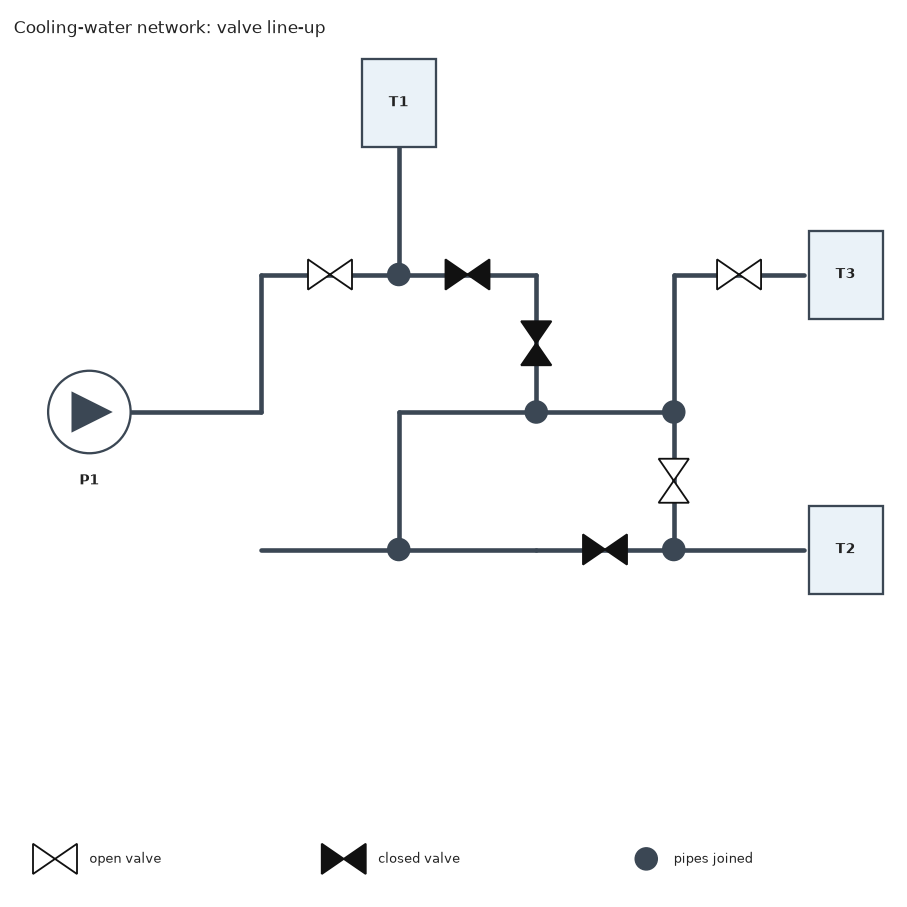 Cooling-water network: valve line-up
T1
T3
P1
T2
open valve
closed valve
pipes joined